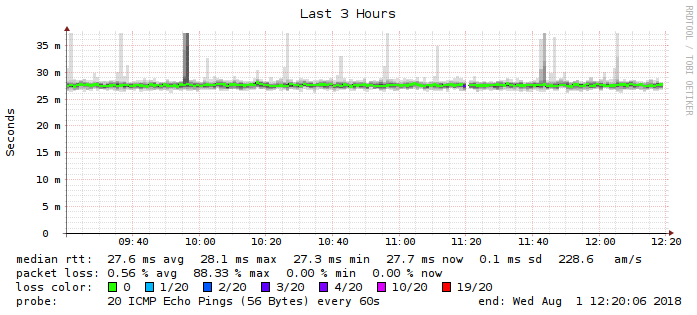 Last 3 Hours
RRDTOOL / TOBI OETIKER
Seconds
35 m
30 m
25 m
20 m
15 m
10 m
5 m
0
09:40 10:00 10:20 10:40 11:00 11:20 11:40 12:00 12:20
median rtt: 27.6 ms avg 28.1 ms max 27.3 ms min 27.7 ms now 0.1 ms sd 228.6 am/s
packet loss: 0.56 % avg 88.33 % max 0.00 % min 0.00 % now
loss color: 0 1/20 2/20 3/20 4/20 10/20 19/20
probe: 20 ICMP Echo Pings (56 Bytes) every 60s end: Wed Aug 1 12:20:06 2018